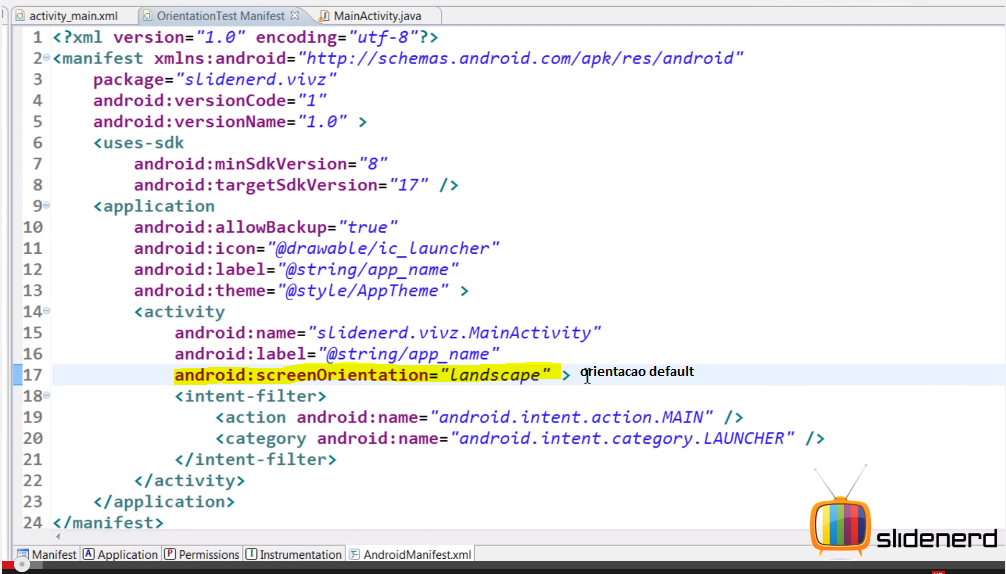 activity_main.xml OrientationTest Manifest MainActivity.java
1 <?xml version="1.0" encoding="utf-8"?>
2 <manifest xmlns:android="http://schemas.android.com/apk/res/android"
3 package="slidenerd.vivz"
4 android:versionCode="1"
5 android:versionName="1.0" >
6 <uses-sdk
7 android:minSdkVersion="8"
8 android:targetSdkVersion="17" />
9 <application
10 android:allowBackup="true"
11 android:icon="@drawable/ic_launcher"
12 android:label="@string/app_name"
13 android:theme="@style/AppTheme" >
14 <activity
15 android:name="slidenerd.vivz.MainActivity"
16 android:label="@string/app_name"
17 android:screenOrientation="landscape" > orientacao default
18 <intent-filter>
19 <action android:name="android.intent.action.MAIN" />
20 <category android:name="android.intent.category.LAUNCHER" />
21 </intent-filter>
22 </activity>
23 </application>
24 </manifest>
slidenerd
Manifest A Application P Permissions I Instrumentation AndroidManifest.xml